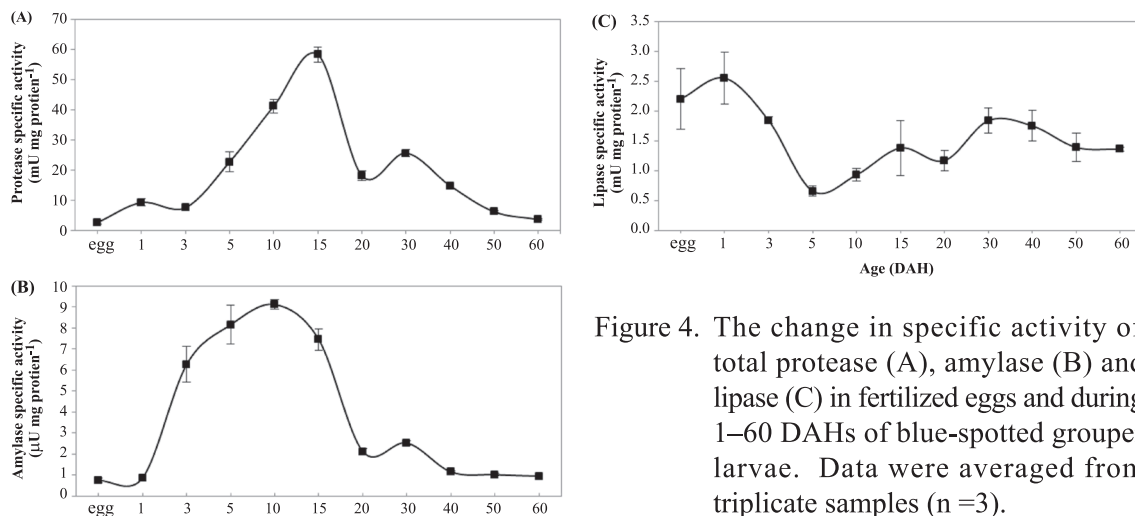 (A)
Protease specific activity
(mU mg protien-1)
70
60
50
40
30
20
10
0
egg 1 3 5 10 15 20 30 40 50 60
(B)
Amylase specific activity
(µU mg protien-1)
10
9
8
7
6
5
4
3
2
1
0
egg 1 3 5 10 15 20 30 40 50 60
(C)
Lipase specific activity
(mU mg protien-1)
3.5
3.0
2.5
2.0
1.5
1.0
0.5
0.0
egg 1 3 5 10 15 20 30 40 50 60
Age (DAH)
Figure 4. The change in specific activity of
total protease (A), amylase (B) and
lipase (C) in fertilized eggs and during
1–60 DAHs of blue-spotted groupe
larvae. Data were averaged from
triplicate samples (n =3).